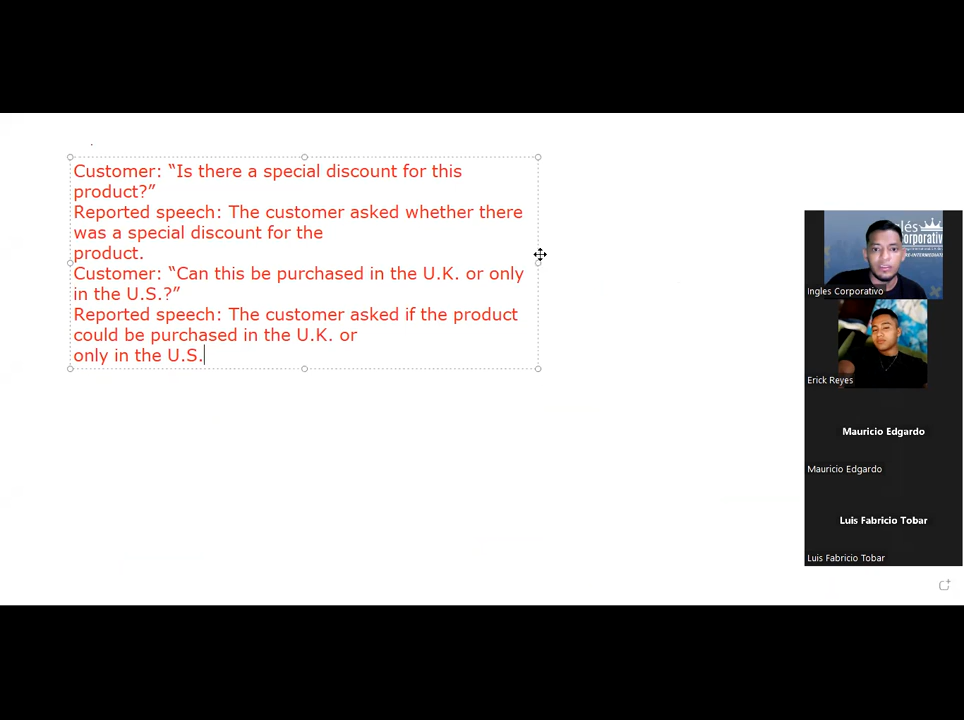 Customer: “Is there a special discount for this
product?”
Reported speech: The customer asked whether there
was a special discount for the
product.
Customer: “Can this be purchased in the U.K. or only
in the U.S.?”
Reported speech: The customer asked if the product
could be purchased in the U.K. or
only in the U.S.
Ingles Corporativo
Erick Reyes
Mauricio Edgardo
Mauricio Edgardo
Luis Fabricio Tobar
Luis Fabricio Tobar